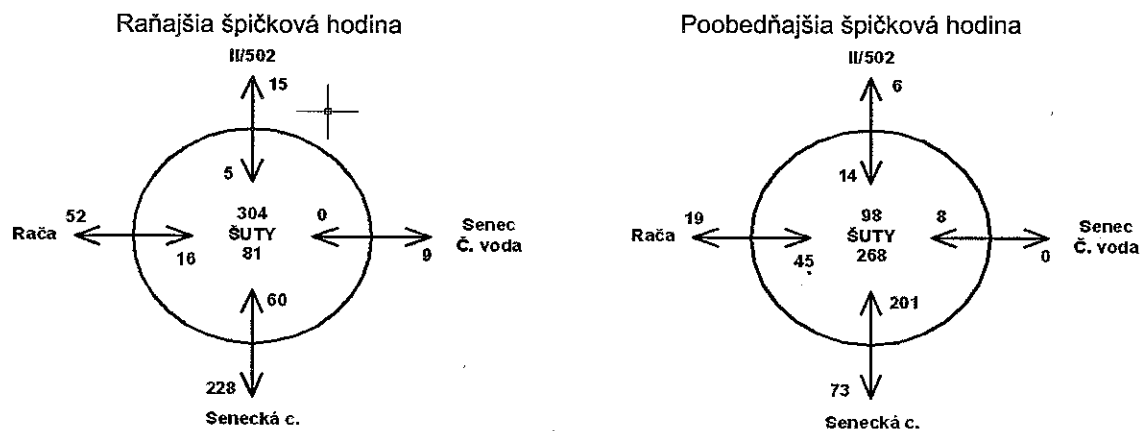 Raňajšia špičková hodina
II/502
15
5
52
304
0
Rača
ŠUTY
Senec
Č. voda
16
81
9
60
228
Senecká c.
Poobedňajšia špičková hodina
II/502
6
14
19
98
8
Rača
ŠUTY
Senec
Č. voda
45
268
0
201
73
Senecká c.